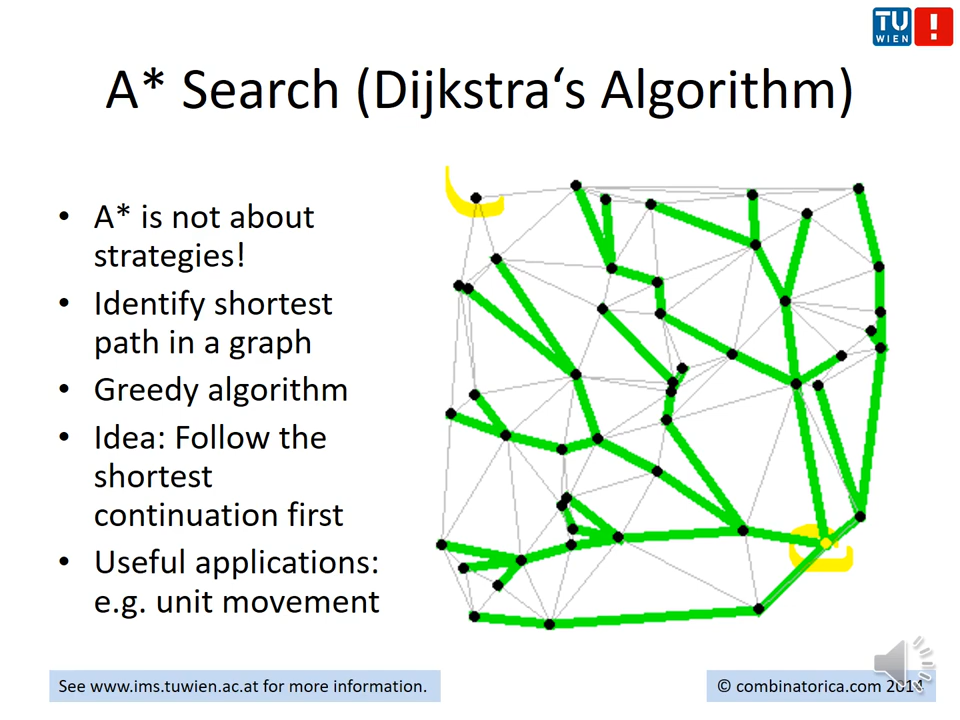 TU
WIEN
!
A* Search (Dijkstra‘s Algorithm)
• A* is not about
strategies!
• Identify shortest
path in a graph
• Greedy algorithm
• Idea: Follow the
shortest
continuation first
• Useful applications:
e.g. unit movement
See www.ims.tuwien.ac.at for more information.
© combinatorica.com 2014